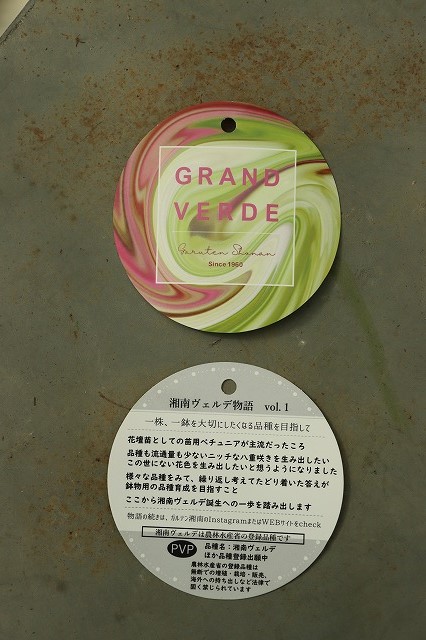 GRAND
VERDE
Garuten Shonan
Since 1960
湘南ヴェルデ物語 vol. 1
一株、一鉢を大切にしたくなる品種を目指して
花壇苗としての苗用ペチュニアが主流だったころ
品種も流通量も少ないニッチな八重咲きを生み出したい
この世にない花色を生み出したいと想うようになりました
様々な品種をみて、繰り返し考えてたどり着いた答えが
鉢物用の品種育成を目指すこと
ここから湘南ヴェルデ誕生への一歩を踏み出します
物語の続きは、ガルテン湘南のInstagramまたはWEBサイトをcheck
湘南ヴェルデは農林水産省の登録品種です
PVP
品種名：湘南ヴェルデ
ほか品種登録出願中
農林水産省の登録品種は
無断での増殖・栽培・販売、
海外への持ち出しなど法律で
固く禁じられています